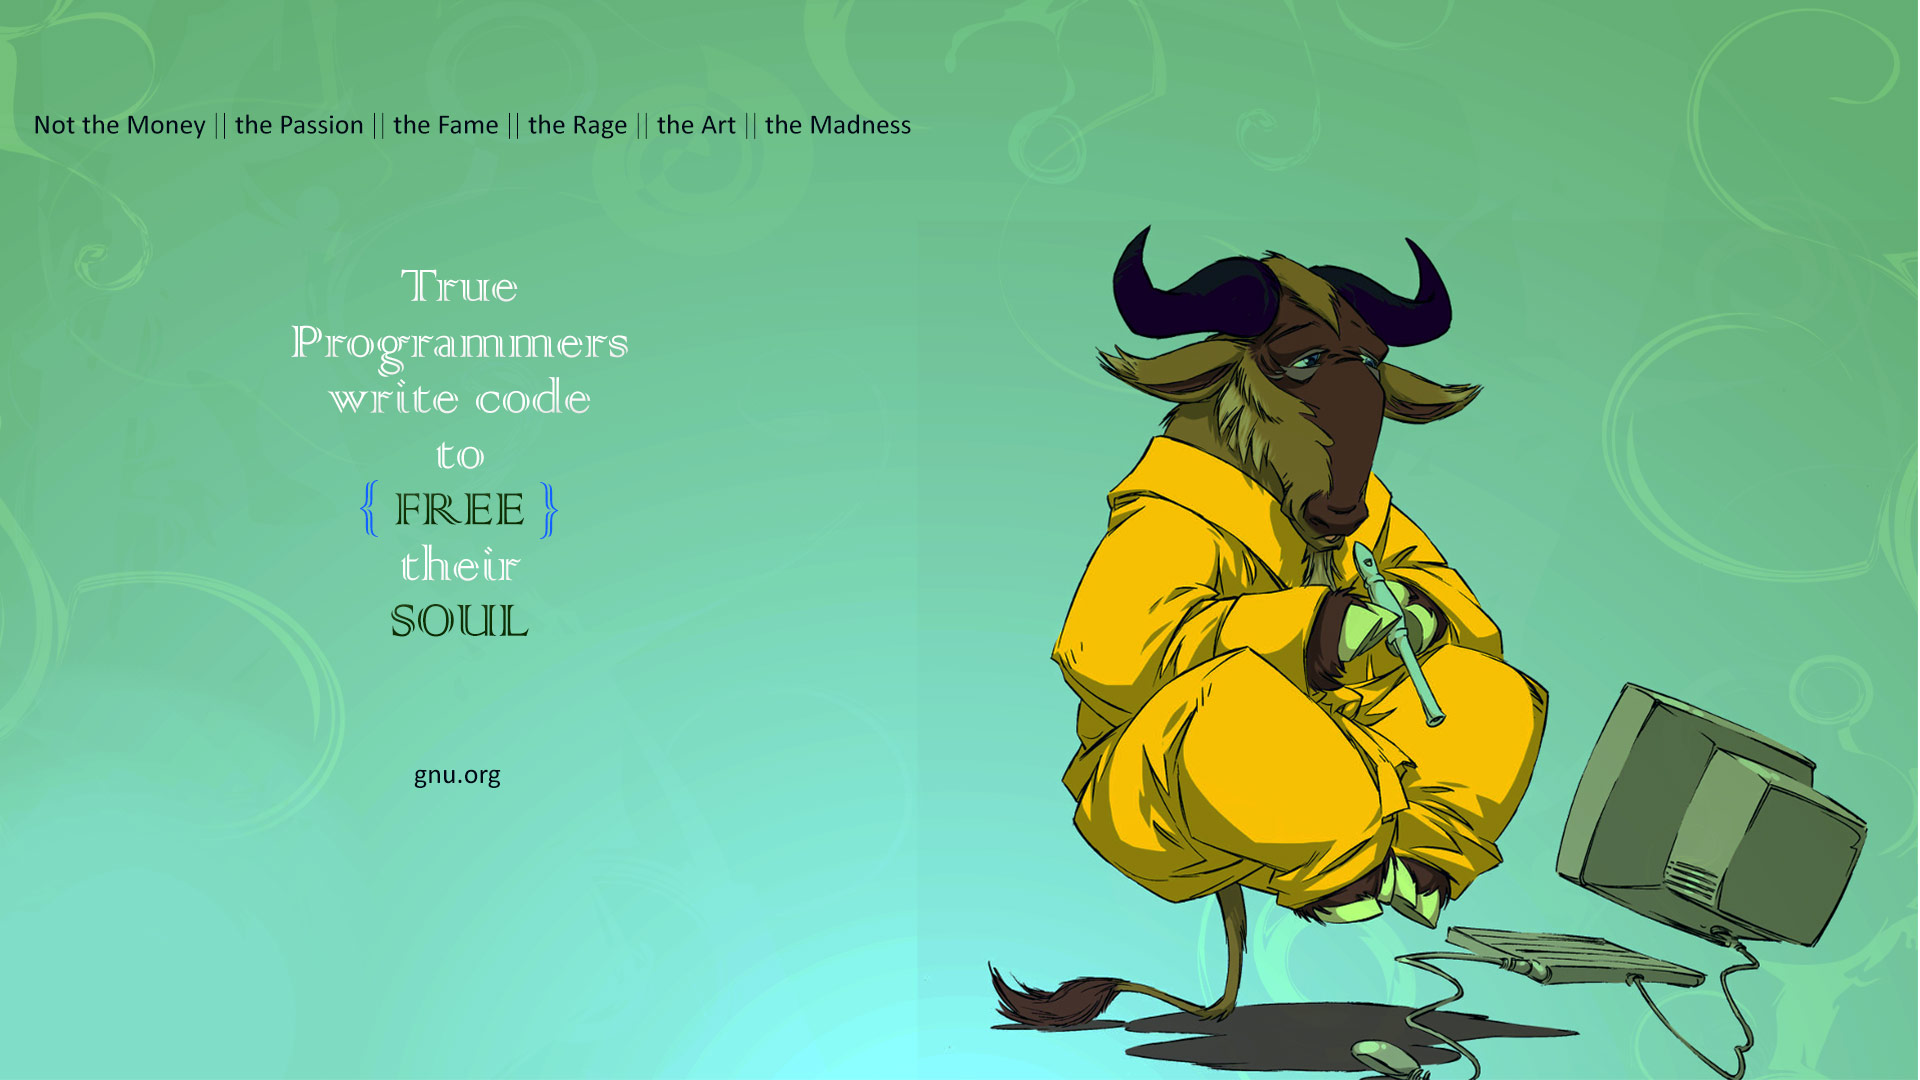 Not the Money || the Passion || the Fame || the Rage || the Art || the Madness
True
Programmers
write code
to
{ FREE }
their
SOUL
gnu.org